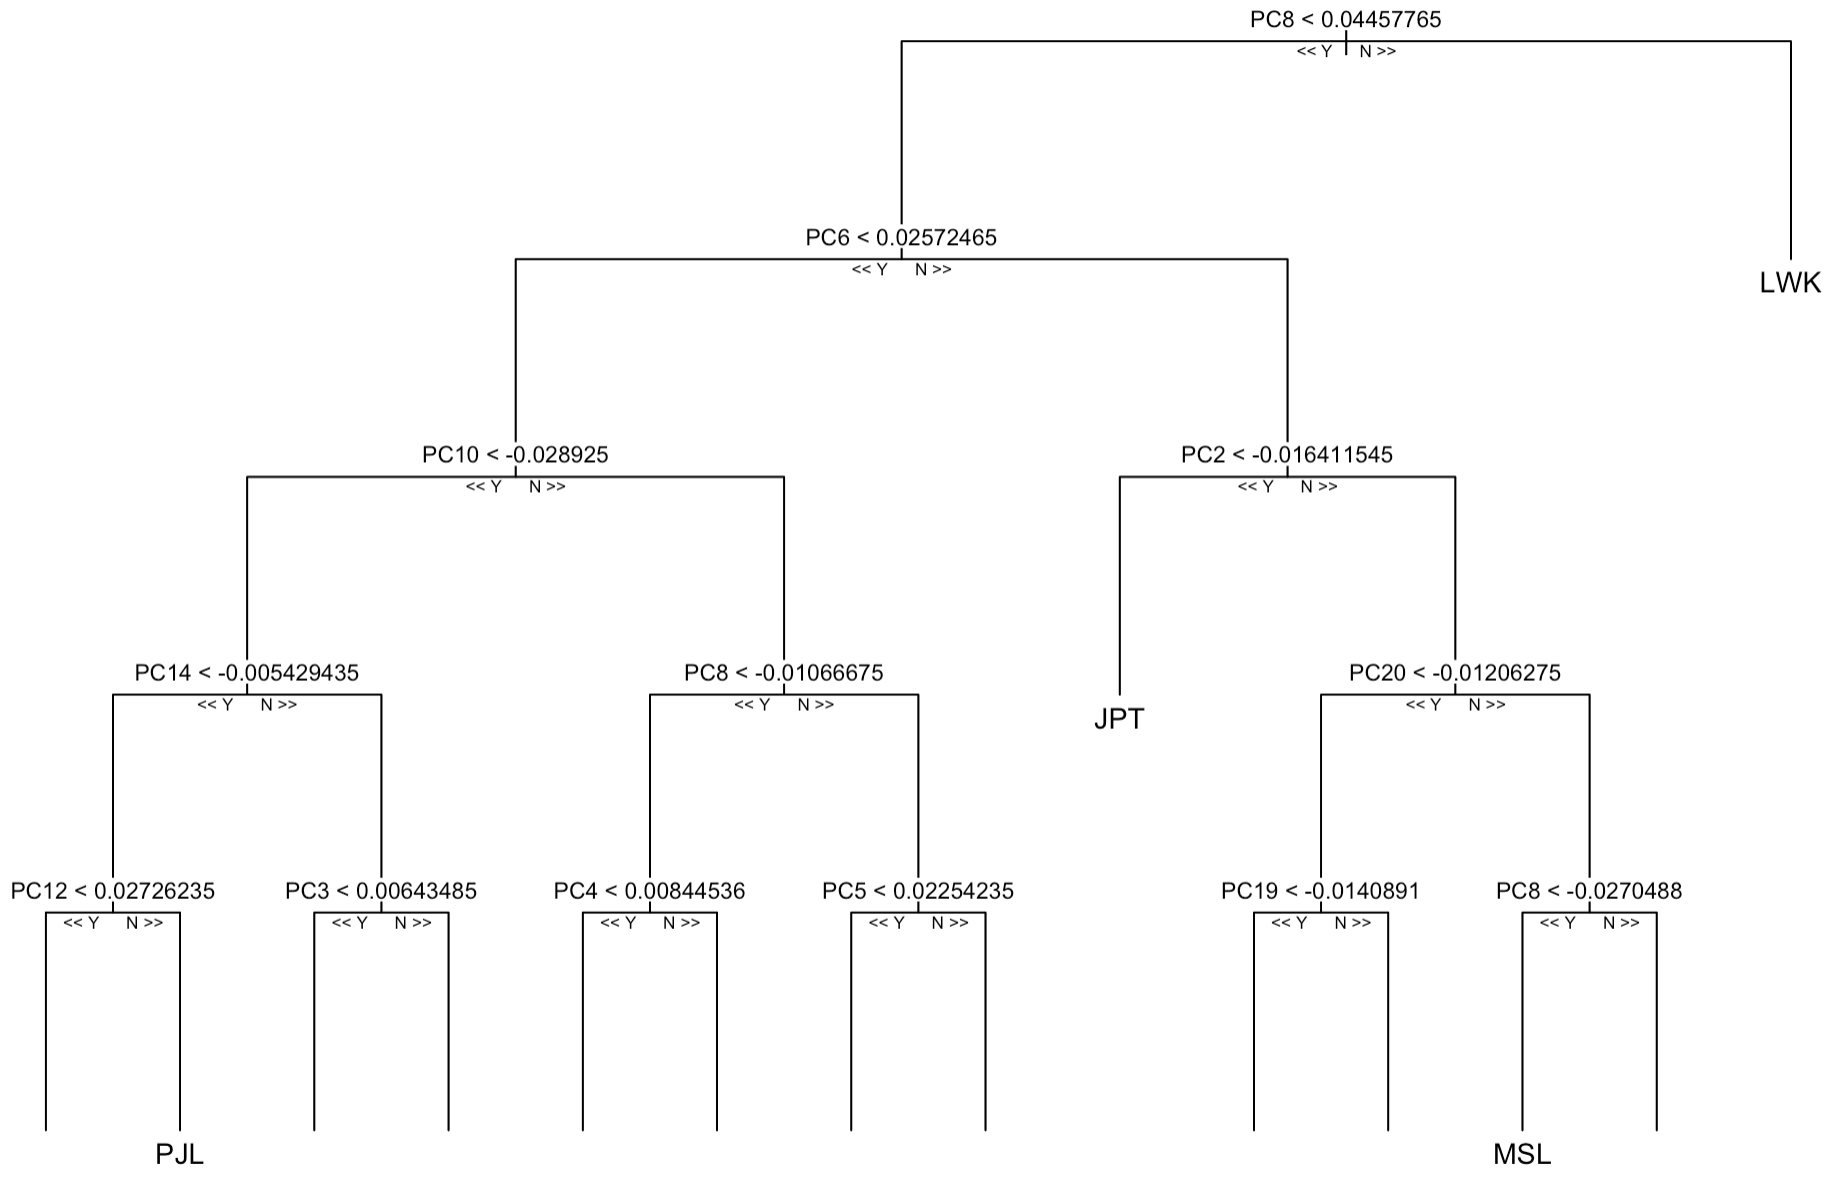 PC8 < 0.04457765
<< Y N >>
PC6 < 0.02572465
<< Y N >>
LWK
PC10 < -0.028925
PC2 < -0.016411545
<< Y N >>
<< Y N >>
PC14 < -0.005429435
PC8 < -0.01066675
PC20 < -0.01206275
<< Y N >>
<< Y N >>
JPT
<< Y N >>
PC12 < 0.02726235
PC3 < 0.00643485
PC4 < 0.00844536
PC5 < 0.02254235
PC19 < -0.0140891
PC8 < -0.0270488
<< Y N >>
<< Y N >>
<< Y N >>
<< Y N >>
<< Y N >>
<< Y N >>
PJL
MSL